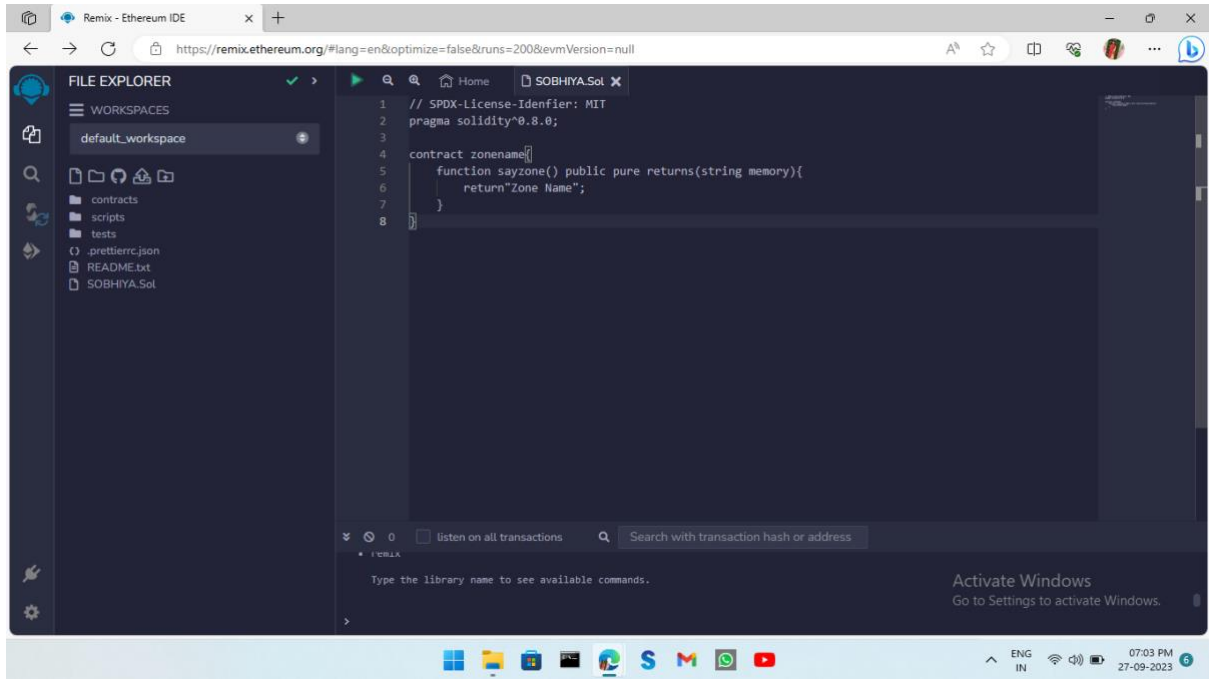 Remix - Ethereum IDE
https://remix.ethereum.org/#lang=en&optimize=false&runs=200&evmVersion=null
FILE EXPLORER
WORKSPACES
default_workspace
contracts
scripts
tests
.prettierrc.json
README.txt
SOBHIYA.Sol
Home SOBHIYA.Sol
1 // SPDX-License-Idenfier: MIT
2 pragma solidity^0.8.0;
3
4 contract zonename{
5 function sayzone() public pure returns(string memory){
6 return"Zone Name";
7 }
8 }
0 listen on all transactions Search with transaction hash or address
remix
Type the library name to see available commands.
>
Activate Windows
Go to Settings to activate Windows.
ENG
IN
07:03 PM
27-09-2023
6